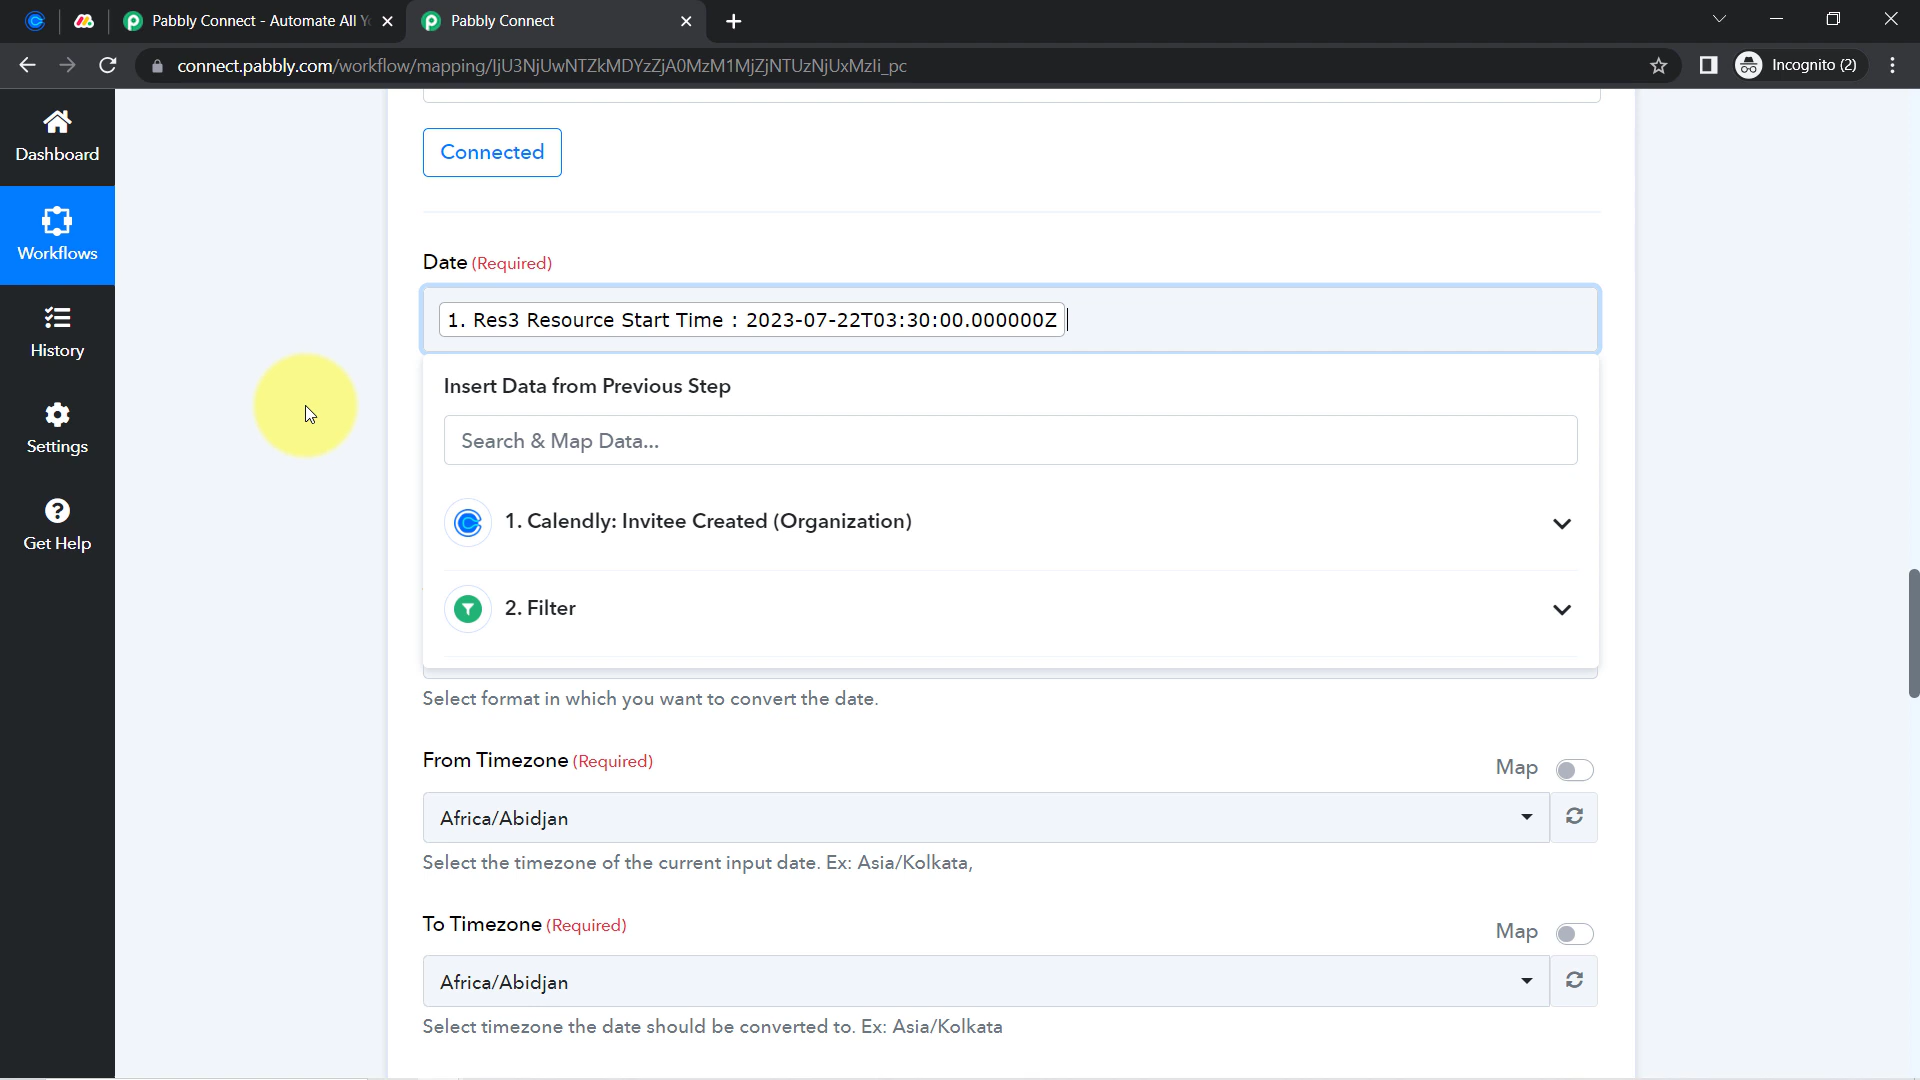 Pabbly Connect - Automate All Y
Pabbly Connect
connect.pabbly.com/workflow/mapping/IjU3NjUwNTZkMDYzZjA0MzM1MjZjNTUzNjUxMzIi_pc
Incognito (2)
Dashboard
Workflows
History
Settings
Get Help
Connected
Date (Required)
1. Res3 Resource Start Time : 2023-07-22T03:30:00.000000Z
Insert Data from Previous Step
Search & Map Data...
1. Calendly: Invitee Created (Organization)
2. Filter
Select format in which you want to convert the date.
From Timezone (Required)
Map
Africa/Abidjan
Select the timezone of the current input date. Ex: Asia/Kolkata,
To Timezone (Required)
Map
Africa/Abidjan
Select timezone the date should be converted to. Ex: Asia/Kolkata